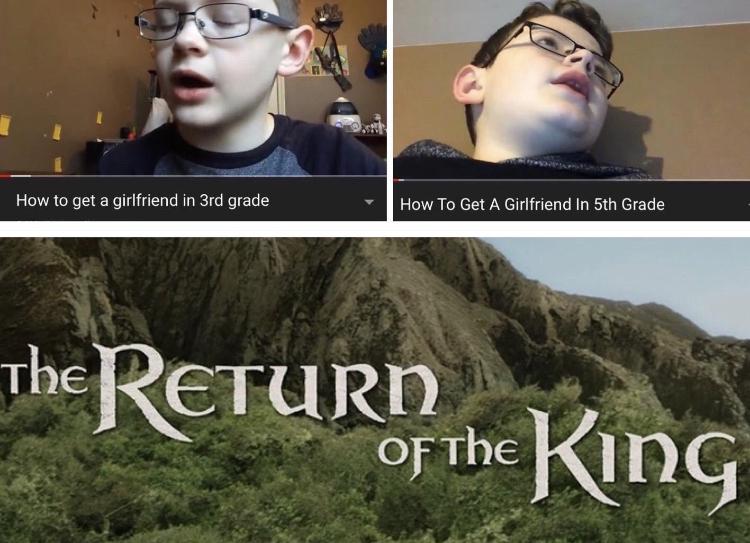 How to get a girlfriend in 3rd grade
How To Get A Girlfriend In 5th Grade
The Return
of the King